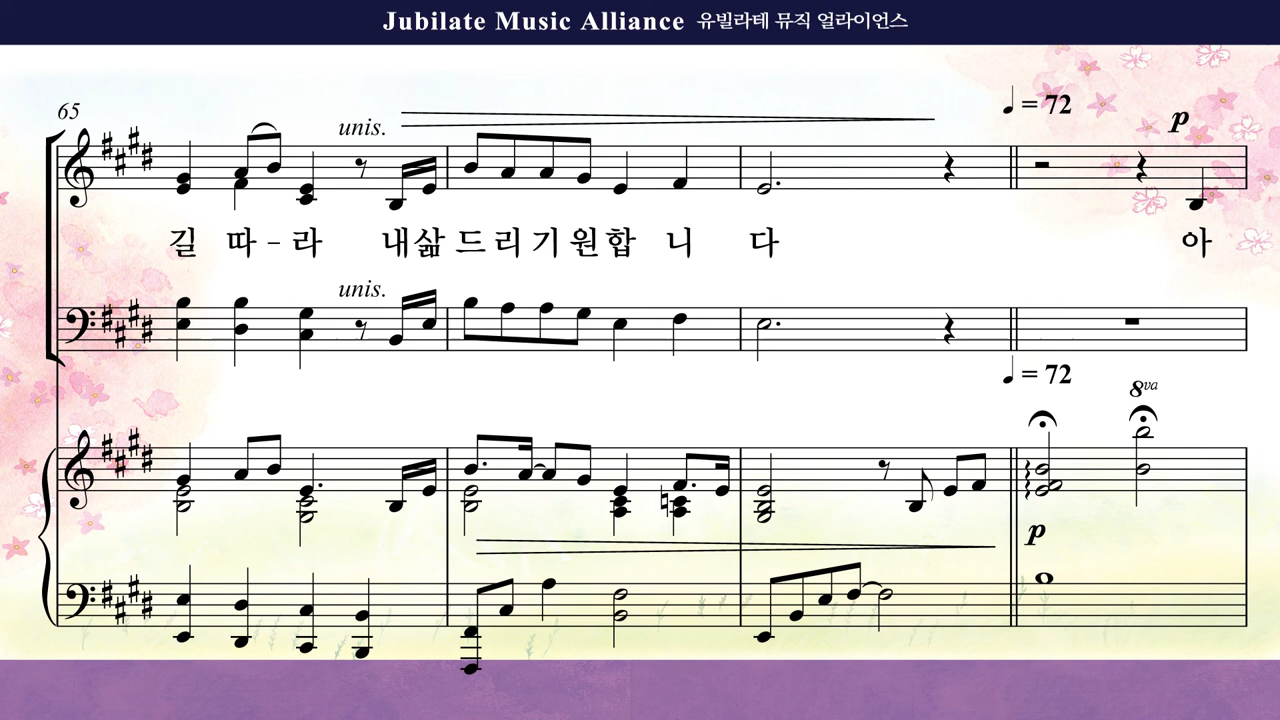 Jubilate Music Alliance 유빌라테 뮤직 얼라이언스
65
unis.
♩ = 72
p
길 따 - 라 내삶 드 리 기 원 합 니 다 아
unis.
♩ = 72
8va
p